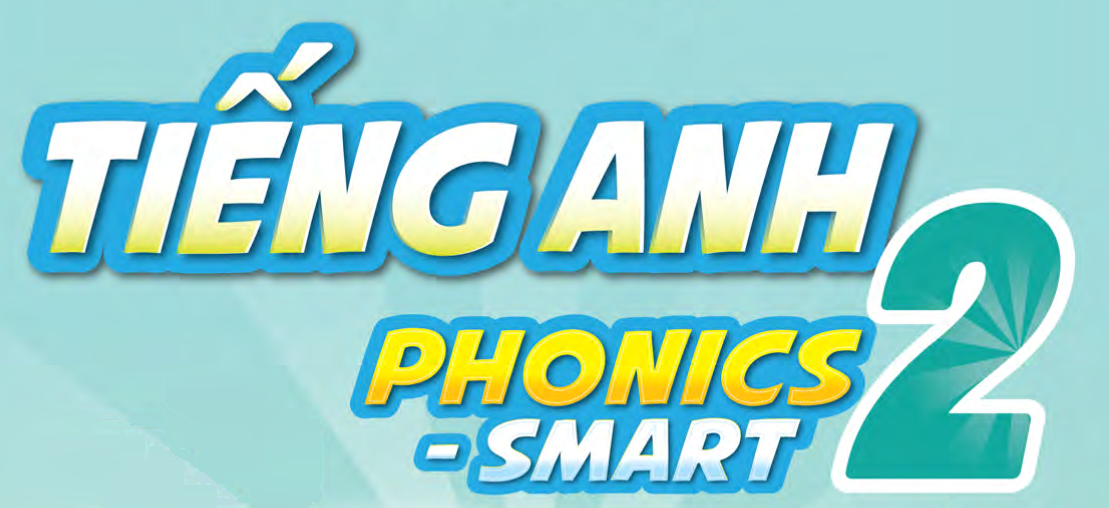 TIẾNG ANH 2
PHONICS
- SMART